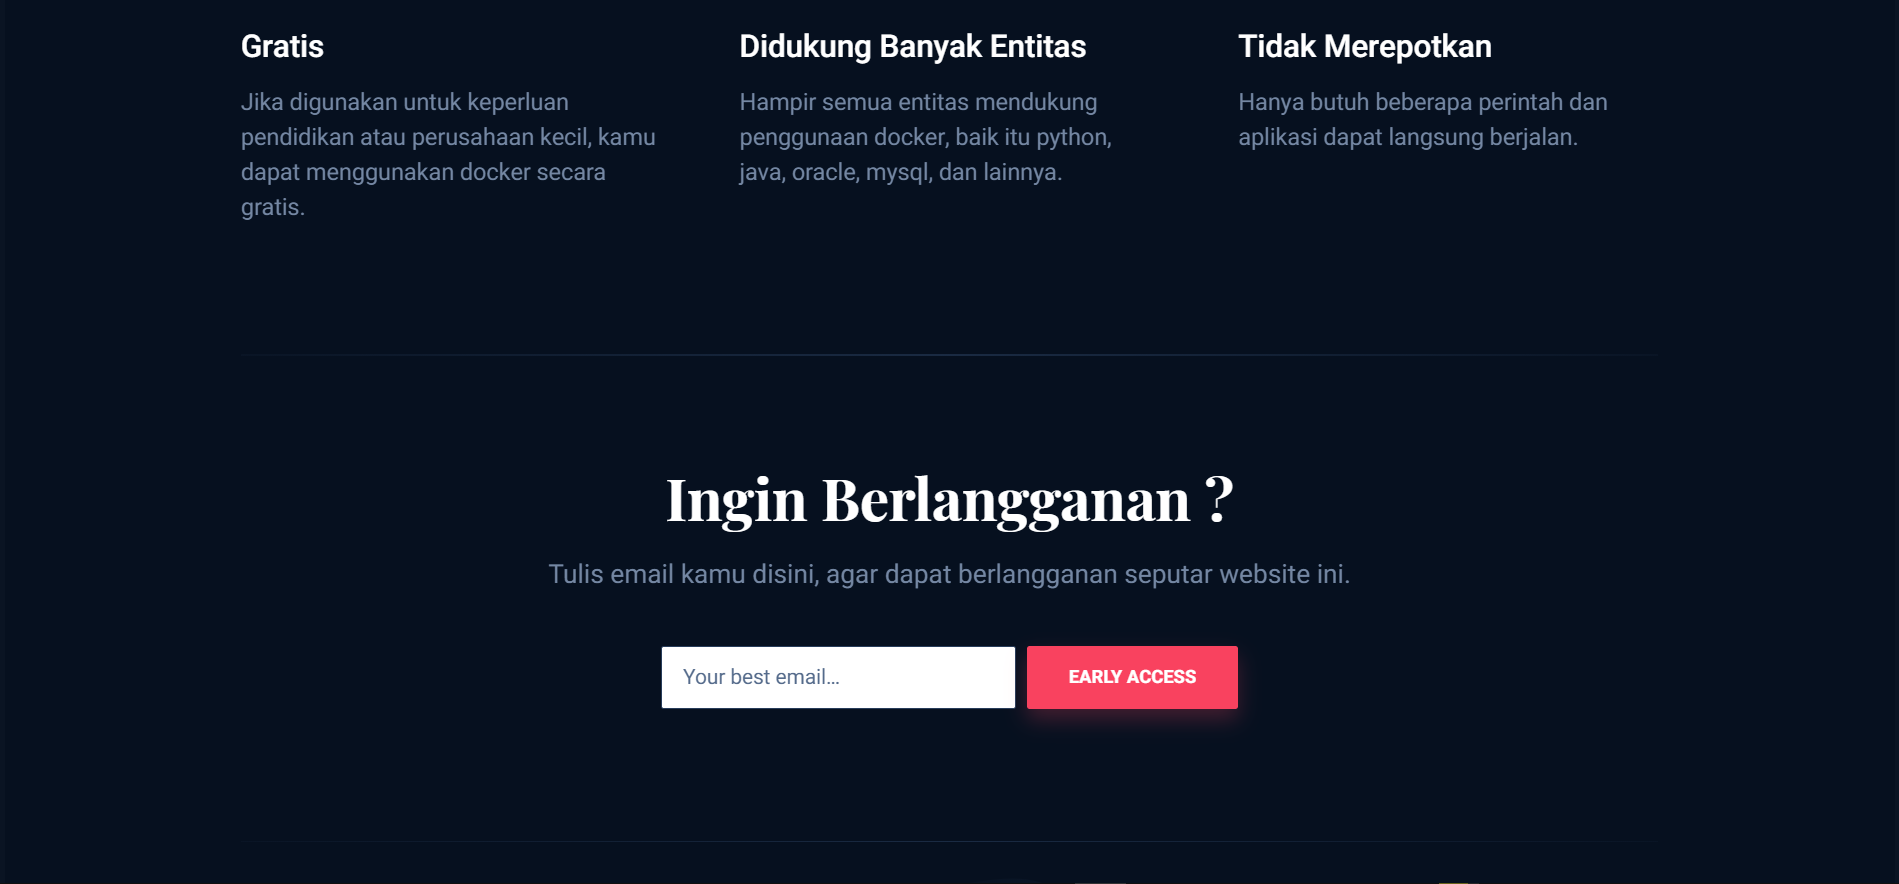 Gratis
Jika digunakan untuk keperluan
pendidikan atau perusahaan kecil, kamu
dapat menggunakan docker secara
gratis.
Didukung Banyak Entitas
Hampir semua entitas mendukung
penggunaan docker, baik itu python,
java, oracle, mysql, dan lainnya.
Tidak Merepotkan
Hanya butuh beberapa perintah dan
aplikasi dapat langsung berjalan.
Ingin Berlangganan ?
Tulis email kamu disini, agar dapat berlangganan seputar website ini.
Your best email…
EARLY ACCESS